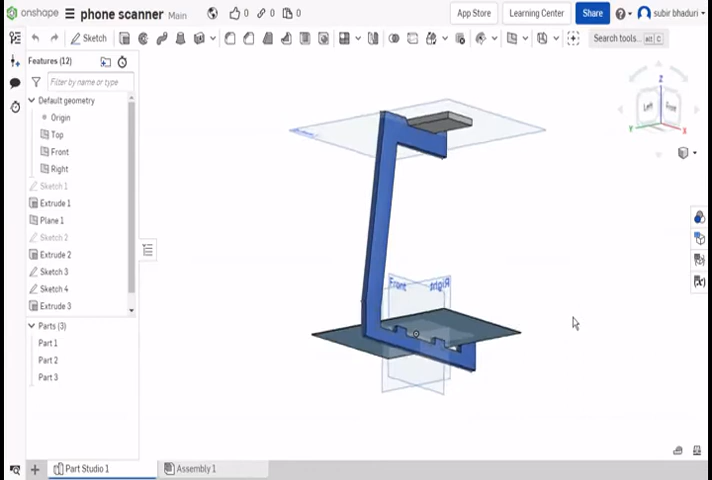 onshape phone scanner Main 0 0 0 App Store Learning Center Share subir bhaduri
Sketch Search tools... alt C
Features (12)
Filter by name or type
Default geometry
Origin
Top
Front
Right
Sketch 1
Extrude 1
Plane 1
Sketch 2
Extrude 2
Sketch 3
Sketch 4
Extrude 3
Parts (3)
Part 1
Part 2
Part 3
Front Right
Z
Left Front
Y X
Part Studio 1 Assembly 1